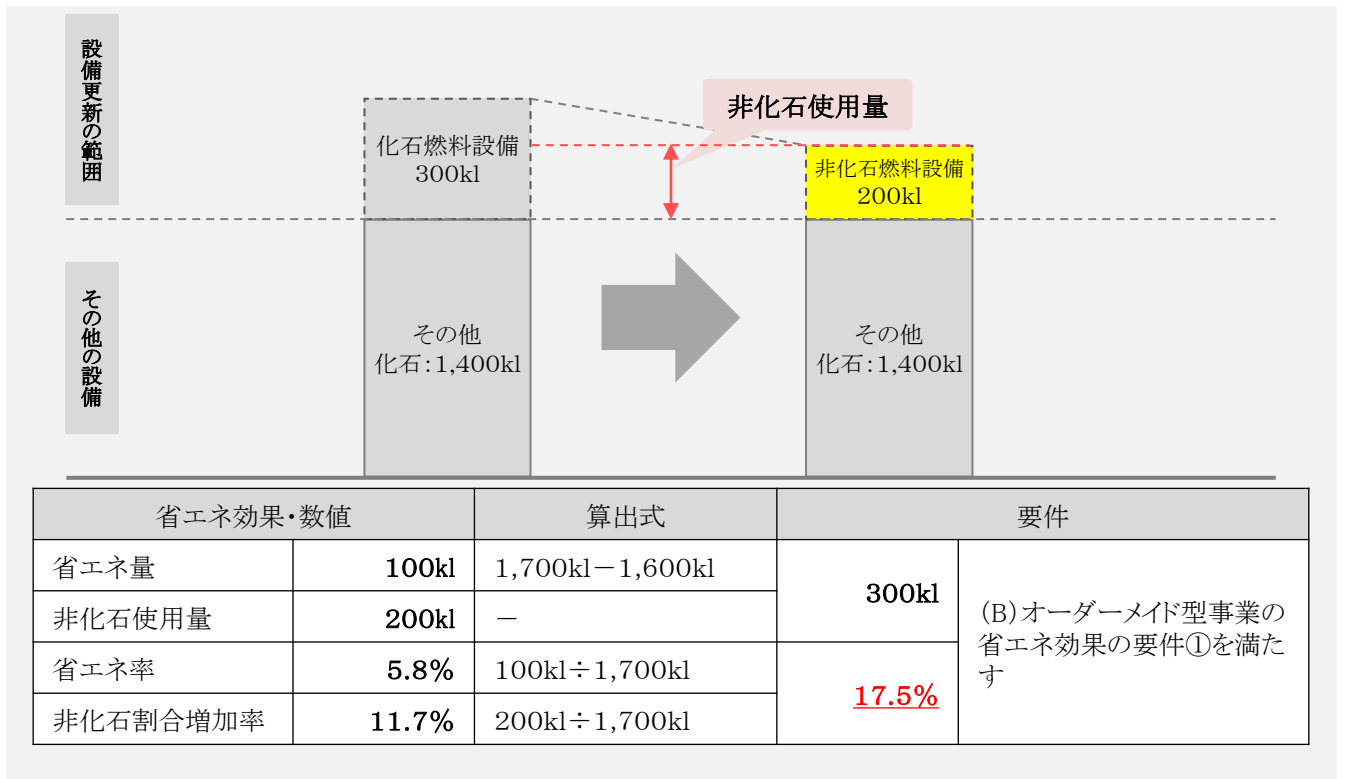 設備更新の範囲
非化石使用量
化石燃料設備
300kl
非化石燃料設備
200kl
その他の設備
その他
化石：1,400kl
その他
化石：1,400kl
省エネ効果・数値 算出式 要件
省エネ量 100kl 1,700kl－1,600kl
300kl
非化石使用量 200kl －
(B)オーダーメイド型事業の
省エネ効果の要件①を満た
す
省エネ率 5.8% 100kl÷1,700kl
17.5%
非化石割合増加率 11.7% 200kl÷1,700kl